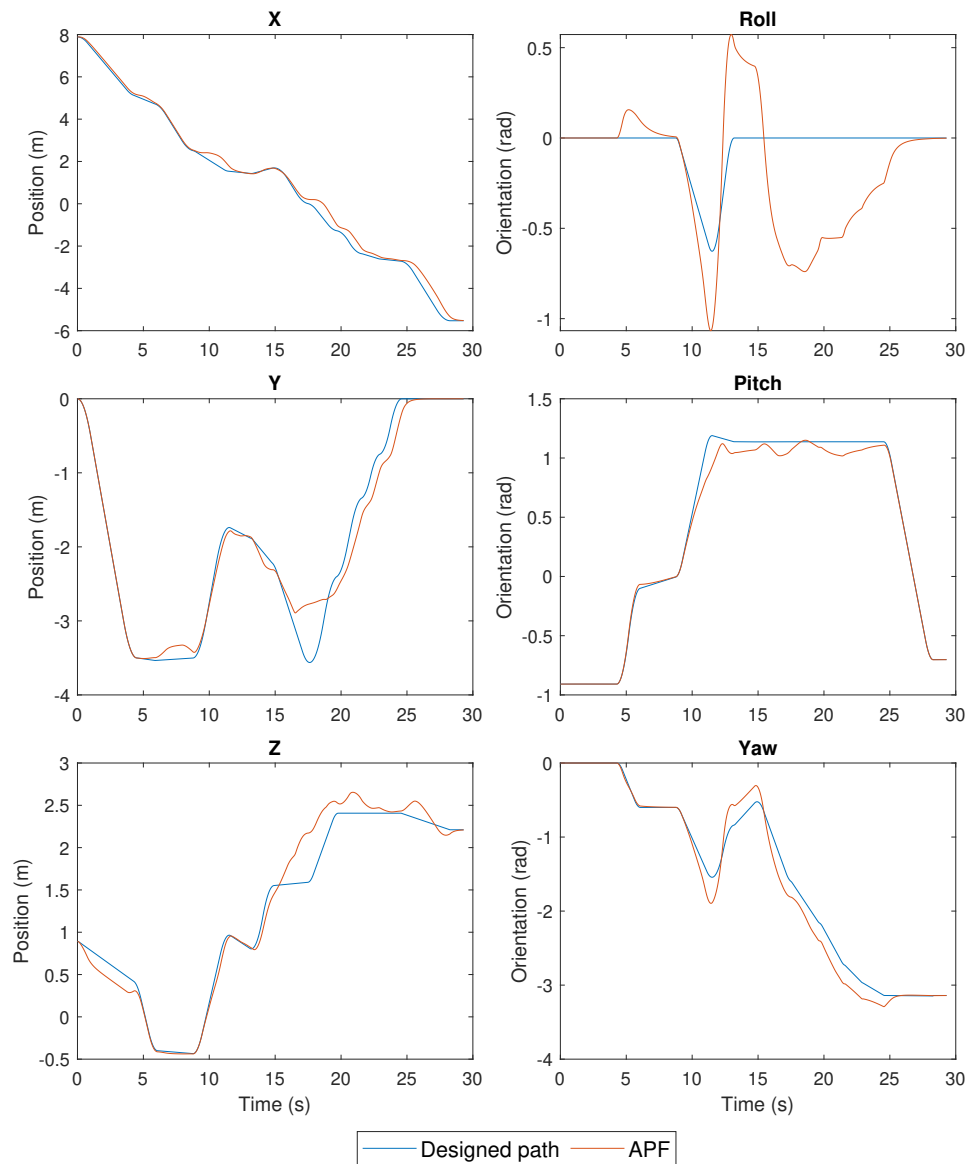 X
Roll
8
6
4
2
0
-2
-4
-6
Position (m)
0 5 10 15 20 25 30
0.5
0
-0.5
-1
Orientation (rad)
0 5 10 15 20 25 30
Y
Pitch
0
-1
-2
-3
-4
Position (m)
0 5 10 15 20 25 30
1.5
1
0.5
0
-0.5
-1
Orientation (rad)
0 5 10 15 20 25 30
Z
Yaw
3
2.5
2
1.5
1
0.5
0
-0.5
Position (m)
0 5 10 15 20 25 30
Time (s)
0
-1
-2
-3
-4
Orientation (rad)
0 5 10 15 20 25 30
Time (s)
Designed path APF